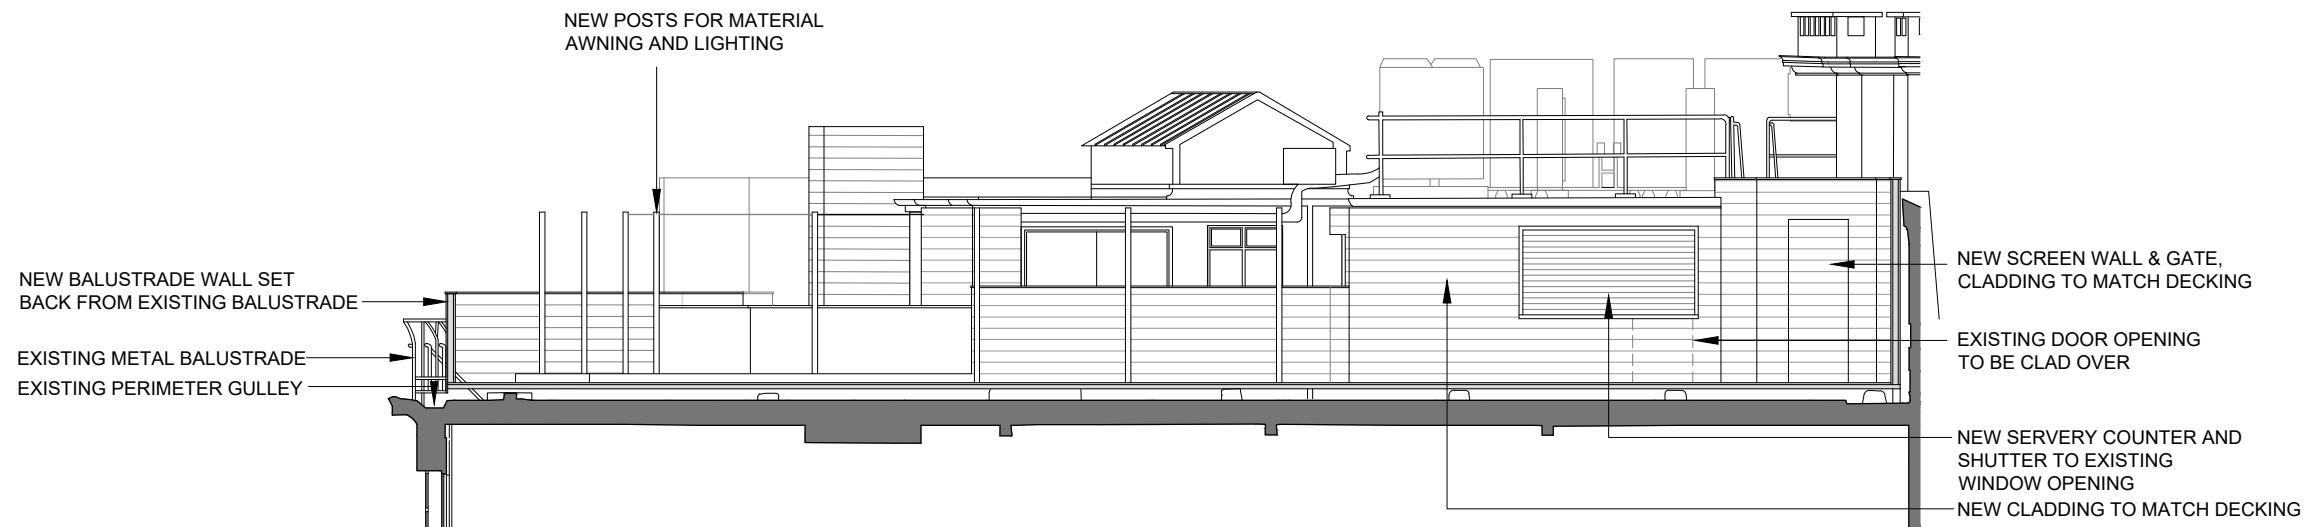 NEW POSTS FOR MATERIAL
AWNING AND LIGHTING
NEW BALUSTRADE WALL SET
BACK FROM EXISTING BALUSTRADE
EXISTING METAL BALUSTRADE
EXISTING PERIMETER GULLEY
NEW SCREEN WALL & GATE,
CLADDING TO MATCH DECKING
EXISTING DOOR OPENING
TO BE CLAD OVER
NEW SERVERY COUNTER AND
SHUTTER TO EXISTING
WINDOW OPENING
NEW CLADDING TO MATCH DECKING